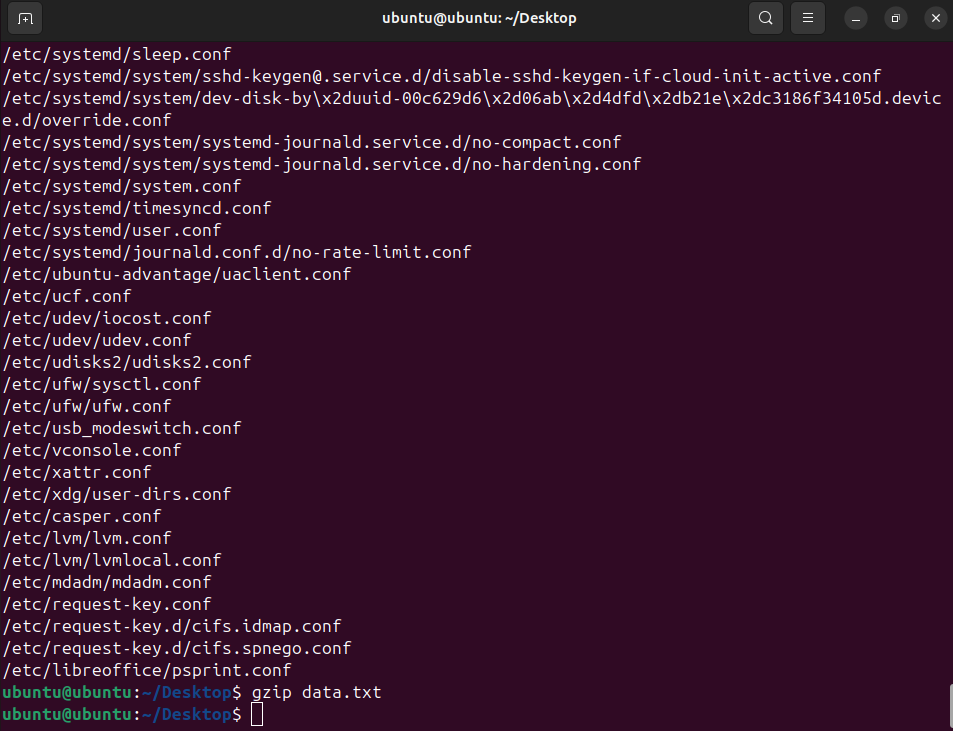 ubuntu@ubuntu: ~/Desktop
/etc/systemd/sleep.conf
/etc/systemd/system/sshd-keygen@.service.d/disable-sshd-keygen-if-cloud-init-active.conf
/etc/systemd/system/dev-disk-by\x2duuid-00c629d6\x2d06ab\x2d4dfd\x2db21e\x2dc3186f34105d.devic
e.d/override.conf
/etc/systemd/system/systemd-journald.service.d/no-compact.conf
/etc/systemd/system/systemd-journald.service.d/no-hardening.conf
/etc/systemd/system.conf
/etc/systemd/timesyncd.conf
/etc/systemd/user.conf
/etc/systemd/journald.conf.d/no-rate-limit.conf
/etc/ubuntu-advantage/uaclient.conf
/etc/ucf.conf
/etc/udev/iocost.conf
/etc/udev/udev.conf
/etc/udisks2/udisks2.conf
/etc/ufw/sysctl.conf
/etc/ufw/ufw.conf
/etc/usb_modeswitch.conf
/etc/vconsole.conf
/etc/xattr.conf
/etc/xdg/user-dirs.conf
/etc/casper.conf
/etc/lvm/lvm.conf
/etc/lvm/lvmlocal.conf
/etc/mdadm/mdadm.conf
/etc/request-key.conf
/etc/request-key.d/cifs.idmap.conf
/etc/request-key.d/cifs.spnego.conf
/etc/libreoffice/psprint.conf
ubuntu@ubuntu:~/Desktop$ gzip data.txt
ubuntu@ubuntu:~/Desktop$